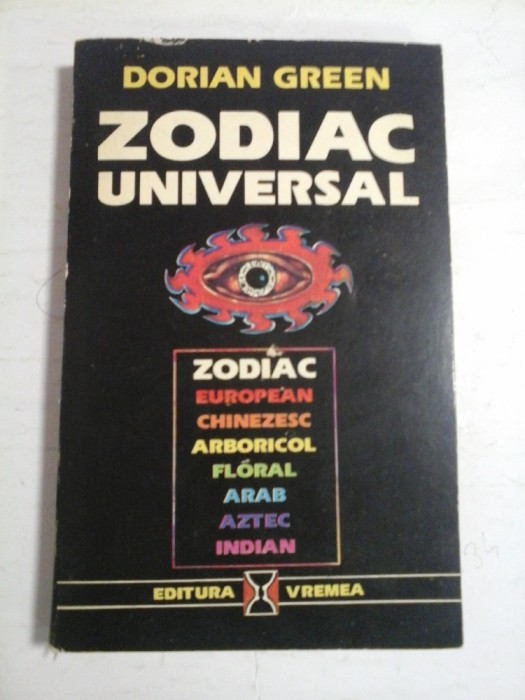 DORIAN GREEN
ZODIAC
UNIVERSAL
ZODIAC
EUROPEAN
CHINEZESC
ARBORICOL
FLORAL
ARAB
AZTEC
INDIAN
EDITURA VREMEA